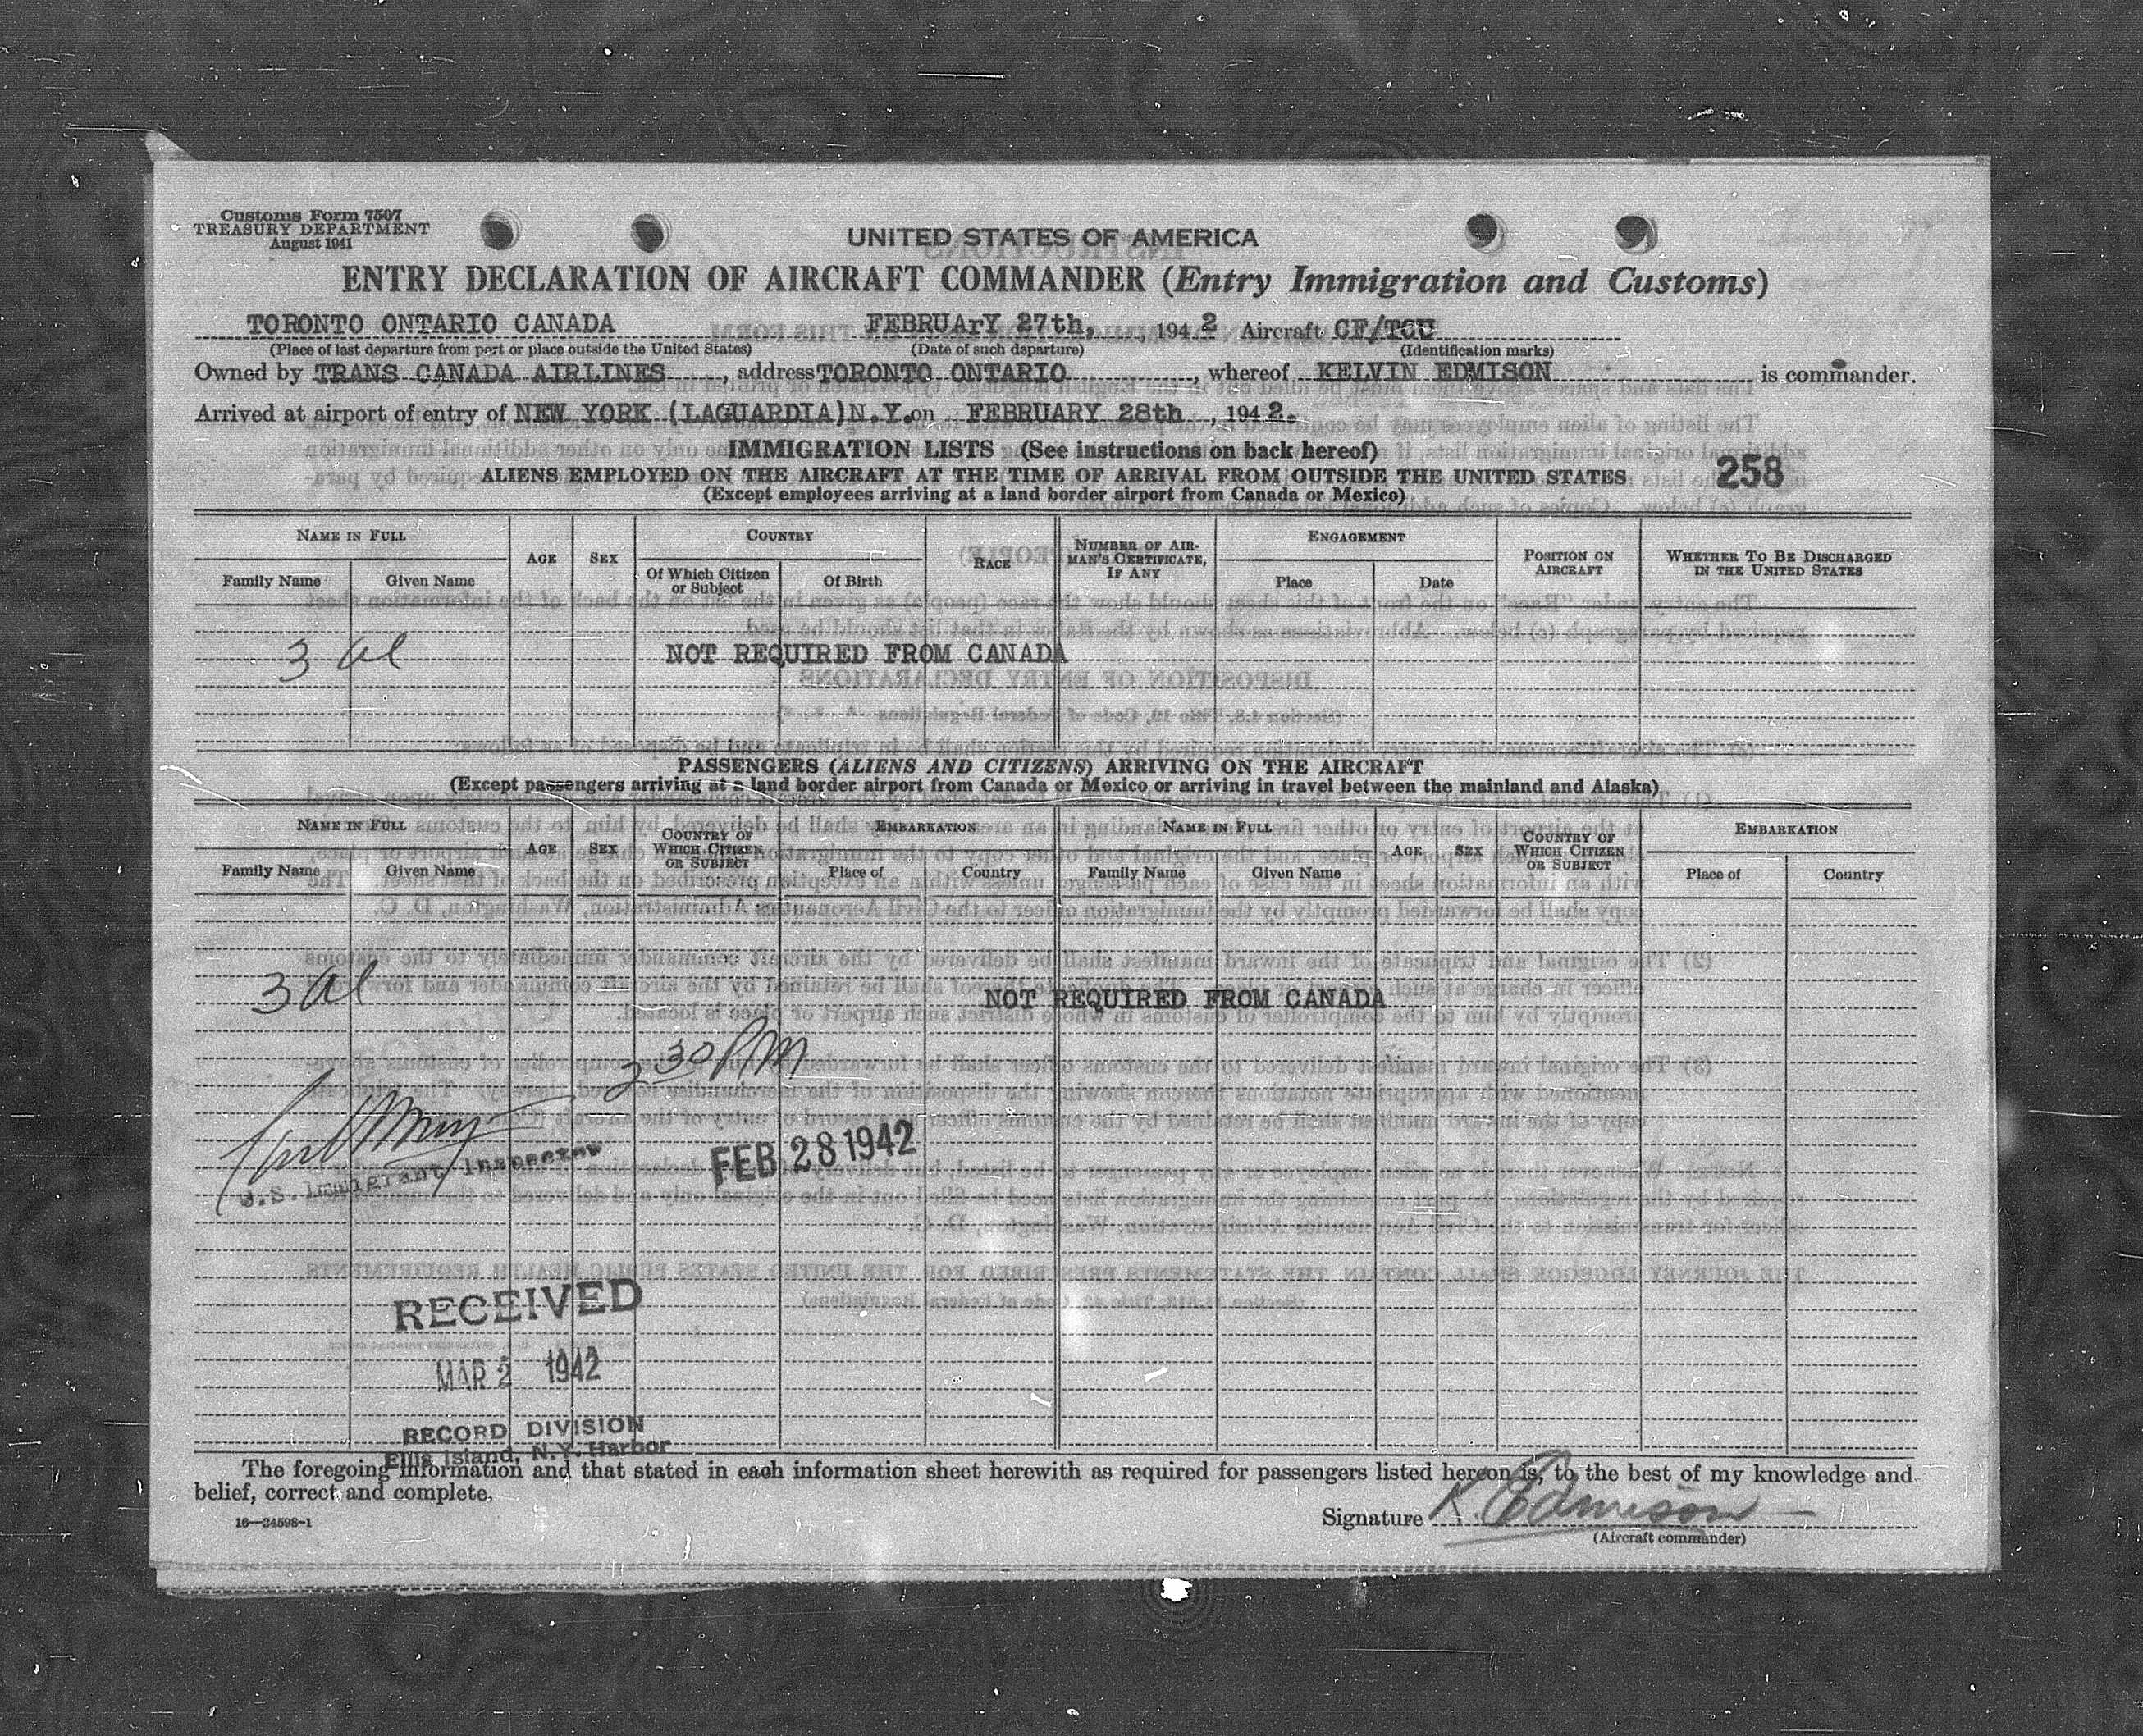 Customs Form 7507
TREASURY DEPARTMENT
August 1941
UNITED STATES OF AMERICA
ENTRY DECLARATION OF AIRCRAFT COMMANDER (Entry Immigration and Customs)
TORONTO ONTARIO CANADA FEBRUArY 27th, , 194 2 Aircraft CF/TCU
(Place of last departure from port or place outside the United States) (Date of such departure) (Identification marks)
Owned by TRANS CANADA AIRLINES , address TORONTO ONTARIO , whereof KELVIN EDMISON is commander.
Arrived at airport of entry of NEW YORK (LAGUARDIA)N.Y. on FEBRUARY 28th , 194 2.
IMMIGRATION LISTS (See instructions on back hereof)
ALIENS EMPLOYED ON THE AIRCRAFT AT THE TIME OF ARRIVAL FROM OUTSIDE THE UNITED STATES 258
(Except employees arriving at a land border airport from Canada or Mexico)
NAME IN FULL AGE SEX COUNTRY RACE NUMBER OF AIRMAN'S CERTIFICATE, IF ANY ENGAGEMENT POSITION ON AIRCRAFT WHETHER TO BE DISCHARGED IN THE UNITED STATES
Family Name Given Name Of Which Citizen or Subject Of Birth Place Date
3 al NOT REQUIRED FROM CANADA
PASSENGERS (ALIENS AND CITIZENS) ARRIVING ON THE AIRCRAFT
(Except passengers arriving at a land border airport from Canada or Mexico or arriving in travel between the mainland and Alaska)
NAME IN FULL AGE SEX COUNTRY OF WHICH CITIZEN OR SUBJECT EMBARKATION NAME IN FULL AGE SEX COUNTRY OF WHICH CITIZEN OR SUBJECT EMBARKATION
Family Name Given Name Place of Country Family Name Given Name Place of Country
3 al NOT REQUIRED FROM CANADA
2 30 PM
U.S. Immigrant Inspector
FEB 28 1942
RECEIVED
MAR 2 1942
RECORD DIVISION
Ellis Island, N.Y. Harbor
The foregoing information and that stated in each information sheet herewith as required for passengers listed hereon is, to the best of my knowledge and
belief, correct and complete.
16—24598-1
Signature K. Edmison
(Aircraft commander)